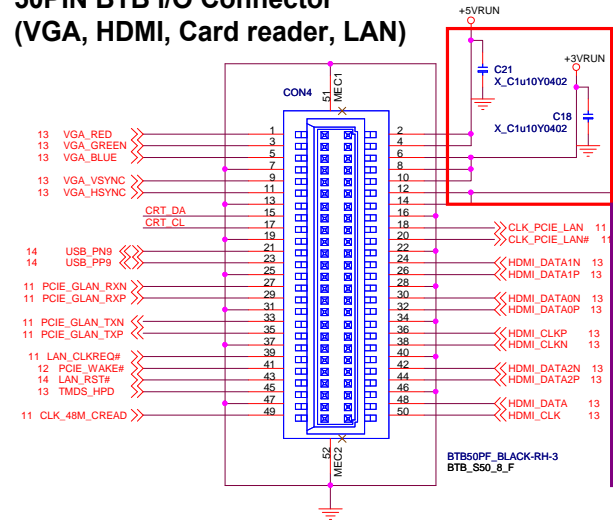 50PIN BTB I/O Connector
(VGA, HDMI, Card reader, LAN)
+5VRUN
+3VRUN
C21
X_C1u10Y0402
C18
X_C1u10Y0402
CON4
51
MEC1
13 VGA_RED 1
13 VGA_GREEN 3
13 VGA_BLUE 5
7
13 VGA_VSYNC 9
13 VGA_HSYNC 11
13
CRT_DA 15
CRT_CL 17
19
14 USB_PN9 21
14 USB_PP9 23
25
11 PCIE_GLAN_RXN 27
11 PCIE_GLAN_RXP 29
31
11 PCIE_GLAN_TXN 33
11 PCIE_GLAN_TXP 35
37
11 LAN_CLKREQ# 39
12 PCIE_WAKE# 41
14 LAN_RST# 43
13 TMDS_HPD 45
47
11 CLK_48M_CREAD 49
2
4
6
8
10
12
14
16
18 CLK_PCIE_LAN 11
20 CLK_PCIE_LAN# 11
22
24 HDMI_DATA1N 13
26 HDMI_DATA1P 13
28
30 HDMI_DATA0N 13
32 HDMI_DATA0P 13
34
36 HDMI_CLKP 13
38 HDMI_CLKN 13
40
42 HDMI_DATA2N 13
44 HDMI_DATA2P 13
46
48 HDMI_DATA 13
50 HDMI_CLK 13
52
MEC2
BTB50PF_BLACK-RH-3
BTB_S50_8_F